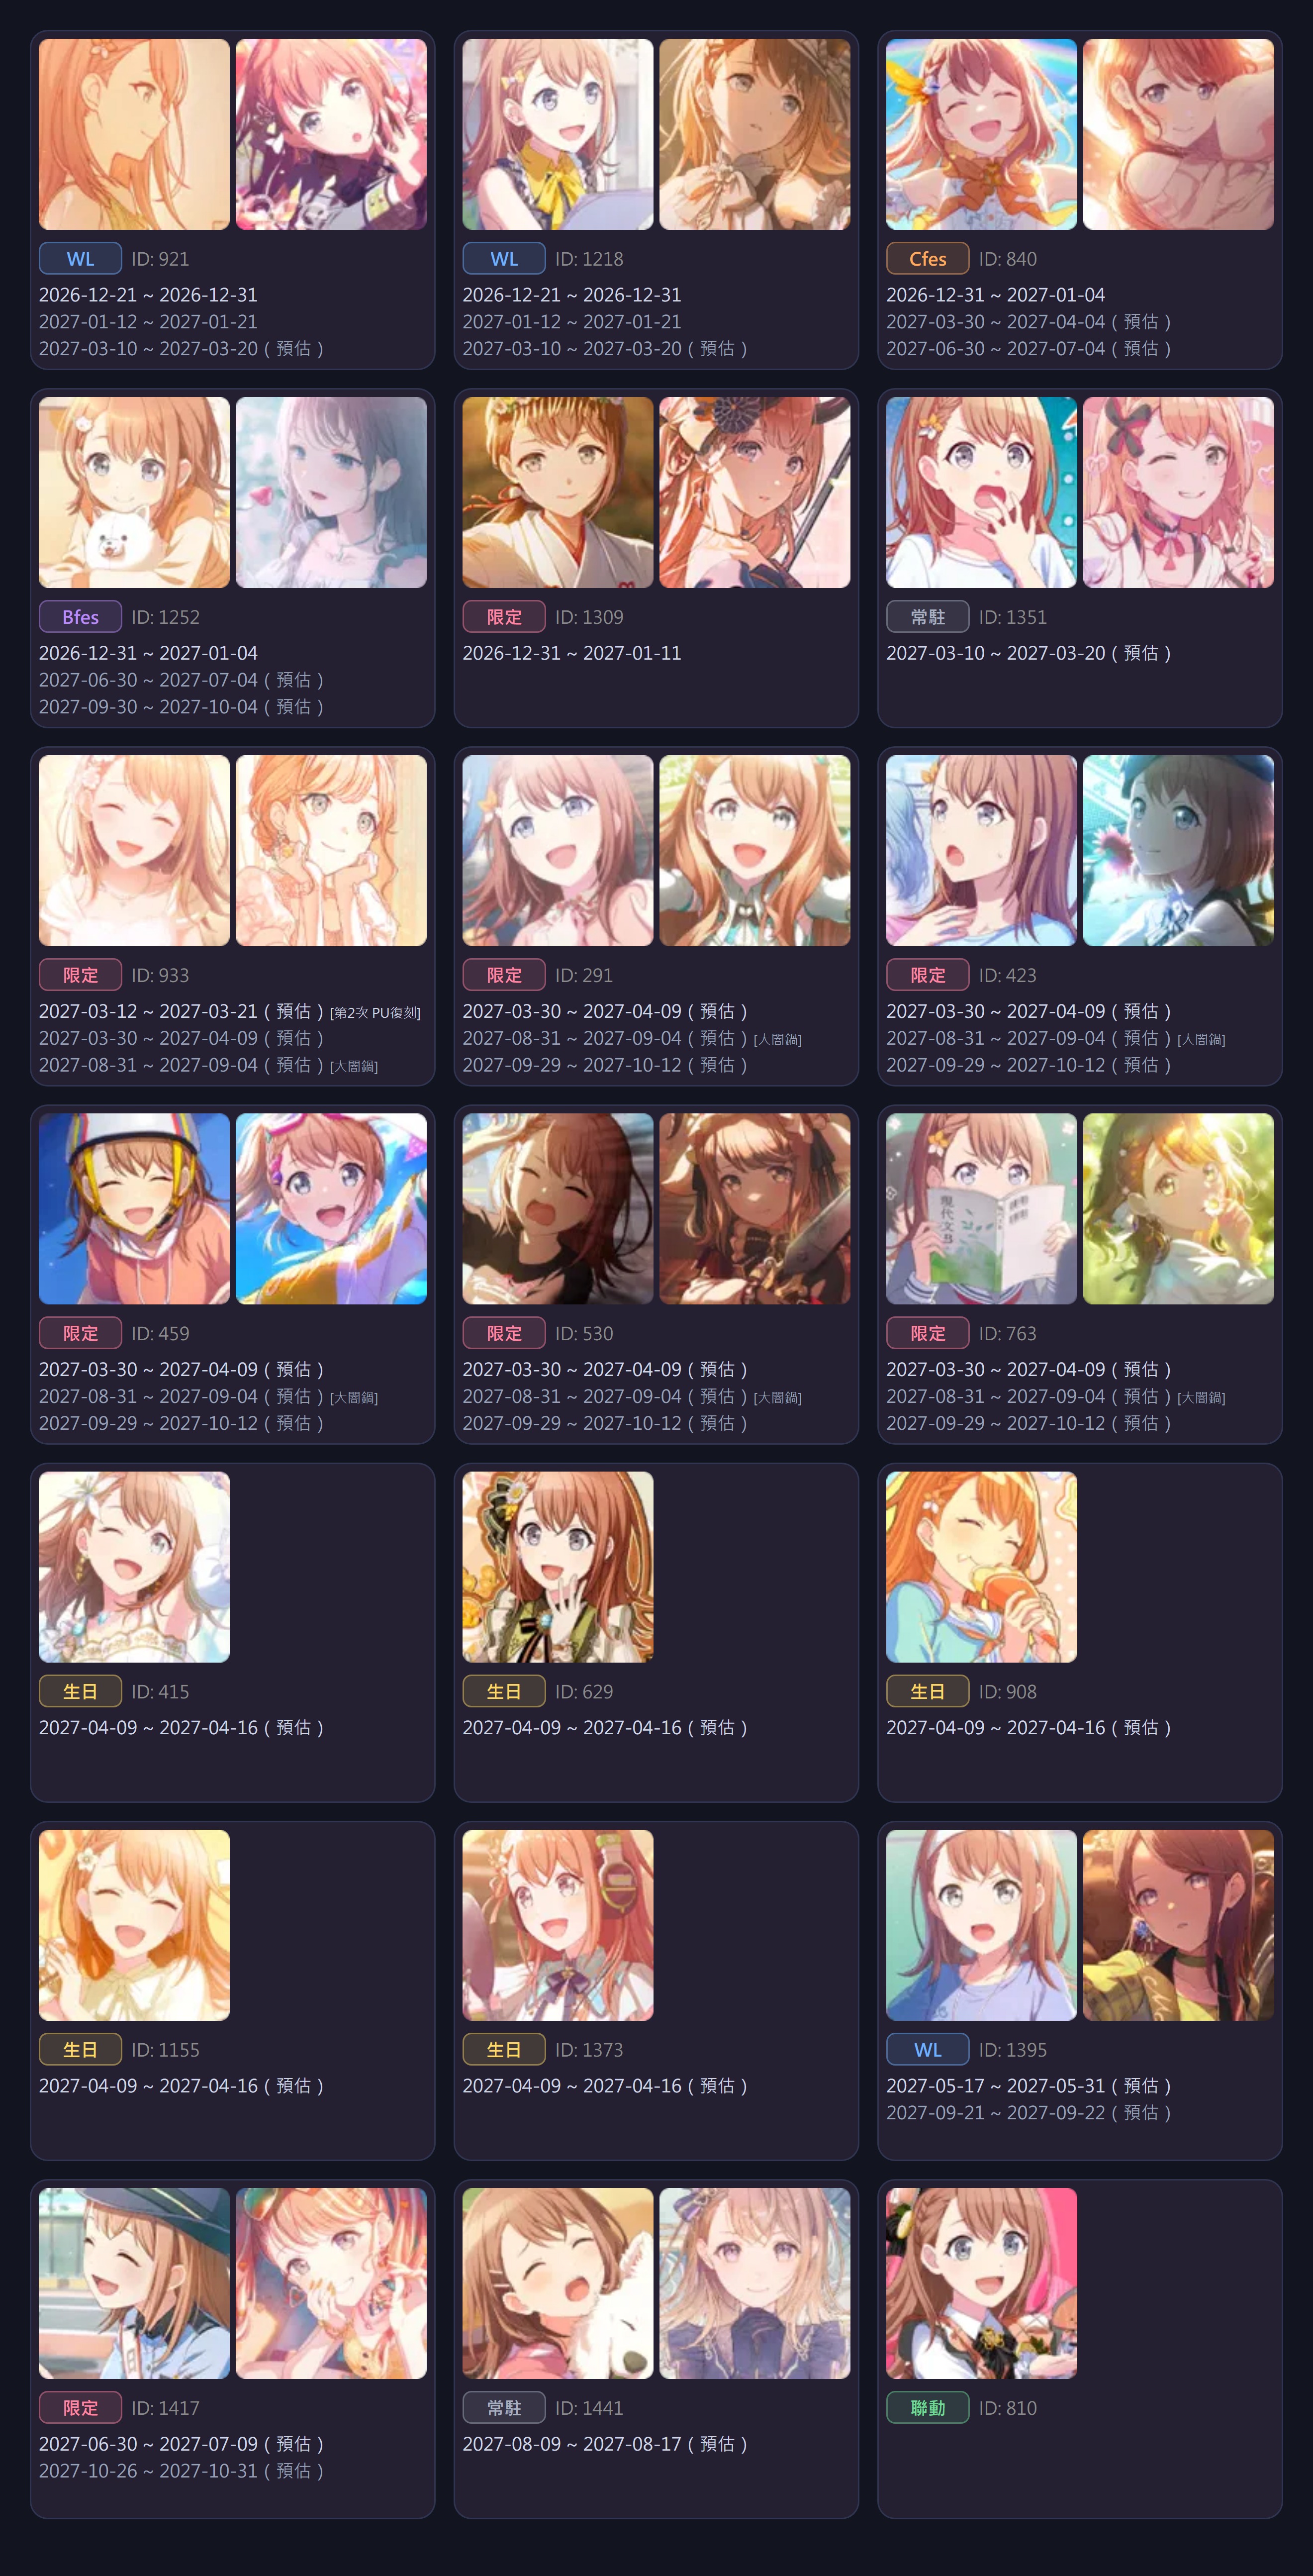 WL ID: 921
2026-12-21 ~ 2026-12-31
2027-01-12 ~ 2027-01-21
2027-03-10 ~ 2027-03-20 ( 預估 )
WL ID: 1218
2026-12-21 ~ 2026-12-31
2027-01-12 ~ 2027-01-21
2027-03-10 ~ 2027-03-20 ( 預估 )
Cfes ID: 840
2026-12-31 ~ 2027-01-04
2027-03-30 ~ 2027-04-04 ( 預估 )
2027-06-30 ~ 2027-07-04 ( 預估 )
Bfes ID: 1252
2026-12-31 ~ 2027-01-04
2027-06-30 ~ 2027-07-04 ( 預估 )
2027-09-30 ~ 2027-10-04 ( 預估 )
限定 ID: 1309
2026-12-31 ~ 2027-01-11
常駐 ID: 1351
2027-03-10 ~ 2027-03-20 ( 預估 )
限定 ID: 933
2027-03-12 ~ 2027-03-21 ( 預估 ) [第2次 PU復刻]
2027-03-30 ~ 2027-04-09 ( 預估 )
2027-08-31 ~ 2027-09-04 ( 預估 ) [大闇鍋]
限定 ID: 291
2027-03-30 ~ 2027-04-09 ( 預估 )
2027-08-31 ~ 2027-09-04 ( 預估 ) [大闇鍋]
2027-09-29 ~ 2027-10-12 ( 預估 )
限定 ID: 423
2027-03-30 ~ 2027-04-09 ( 預估 )
2027-08-31 ~ 2027-09-04 ( 預估 ) [大闇鍋]
2027-09-29 ~ 2027-10-12 ( 預估 )
限定 ID: 459
2027-03-30 ~ 2027-04-09 ( 預估 )
2027-08-31 ~ 2027-09-04 ( 預估 ) [大闇鍋]
2027-09-29 ~ 2027-10-12 ( 預估 )
限定 ID: 530
2027-03-30 ~ 2027-04-09 ( 預估 )
2027-08-31 ~ 2027-09-04 ( 預估 ) [大闇鍋]
2027-09-29 ~ 2027-10-12 ( 預估 )
現代文B
限定 ID: 763
2027-03-30 ~ 2027-04-09 ( 預估 )
2027-08-31 ~ 2027-09-04 ( 預估 ) [大闇鍋]
2027-09-29 ~ 2027-10-12 ( 預估 )
生日 ID: 415
2027-04-09 ~ 2027-04-16 ( 預估 )
生日 ID: 629
2027-04-09 ~ 2027-04-16 ( 預估 )
生日 ID: 908
2027-04-09 ~ 2027-04-16 ( 預估 )
生日 ID: 1155
2027-04-09 ~ 2027-04-16 ( 預估 )
生日 ID: 1373
2027-04-09 ~ 2027-04-16 ( 預估 )
WL ID: 1395
2027-05-17 ~ 2027-05-31 ( 預估 )
2027-09-21 ~ 2027-09-22 ( 預估 )
限定 ID: 1417
2027-06-30 ~ 2027-07-09 ( 預估 )
2027-10-26 ~ 2027-10-31 ( 預估 )
常駐 ID: 1441
2027-08-09 ~ 2027-08-17 ( 預估 )
聯動 ID: 810